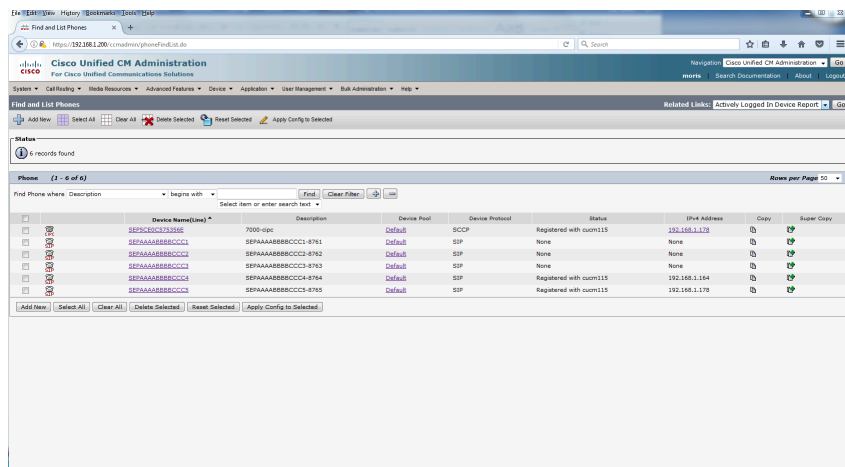 File Edit View History Bookmarks Tools Help
Find and List Phones × +
https://192.168.1.200/ccmadmin/phoneFindList.do Search
cisco Cisco Unified CM Administration Navigation Cisco Unified CM Administration Go
For Cisco Unified Communications Solutions moris | Search Documentation | About | Logout
System Call Routing Media Resources Advanced Features Device Application User Management Bulk Administration Help
Find and List Phones Related Links: Actively Logged In Device Report Go
Add New Select All Clear All Delete Selected Reset Selected Apply Config to Selected
Status
6 records found
Phone (1 - 6 of 6) Rows per Page 50
Find Phone where Description begins with Find Clear Filter
Select item or enter search text
Device Name(Line) Description Device Pool Device Protocol Status IPv4 Address Copy Super Copy
CIPC SEP5CE0C575356E 7000-cipc Default SCCP Registered with cucm115 192.168.1.178
SIP SEPAAAABBBBCCC1 SEPAAAABBBBCCC1-8761 Default SIP None None
SIP SEPAAAABBBBCCC2 SEPAAAABBBBCCC2-8762 Default SIP None None
SIP SEPAAAABBBBCCC3 SEPAAAABBBBCCC3-8763 Default SIP None None
SIP SEPAAAABBBBCCC4 SEPAAAABBBBCCC4-8764 Default SIP Registered with cucm115 192.168.1.164
SIP SEPAAAABBBBCCC5 SEPAAAABBBBCCC5-8765 Default SIP Registered with cucm115 192.168.1.178
Add New Select All Clear All Delete Selected Reset Selected Apply Config to Selected